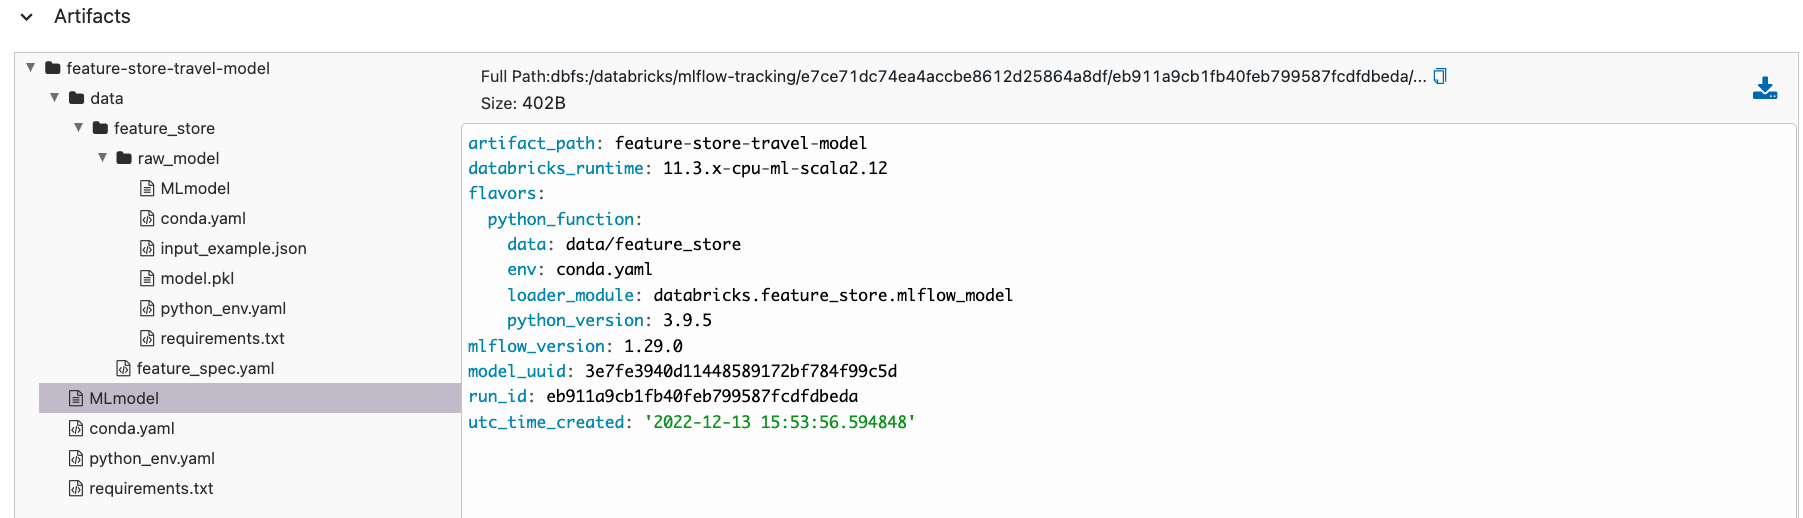 Artifacts
feature-store-travel-model
data
feature_store
raw_model
MLmodel
conda.yaml
input_example.json
model.pkl
python_env.yaml
requirements.txt
feature_spec.yaml
MLmodel
conda.yaml
python_env.yaml
requirements.txt
Full Path:dbfs:/databricks/mlflow-tracking/e7ce71dc74ea4accbe8612d25864a8df/eb911a9cb1fb40feb799587fcdfdbeda/...
Size: 402B
artifact_path: feature-store-travel-model
databricks_runtime: 11.3.x-cpu-ml-scala2.12
flavors:
  python_function:
    data: data/feature_store
    env: conda.yaml
    loader_module: databricks.feature_store.mlflow_model
    python_version: 3.9.5
mlflow_version: 1.29.0
model_uuid: 3e7fe3940d11448589172bf784f99c5d
run_id: eb911a9cb1fb40feb799587fcdfdbeda
utc_time_created: '2022-12-13 15:53:56.594848'